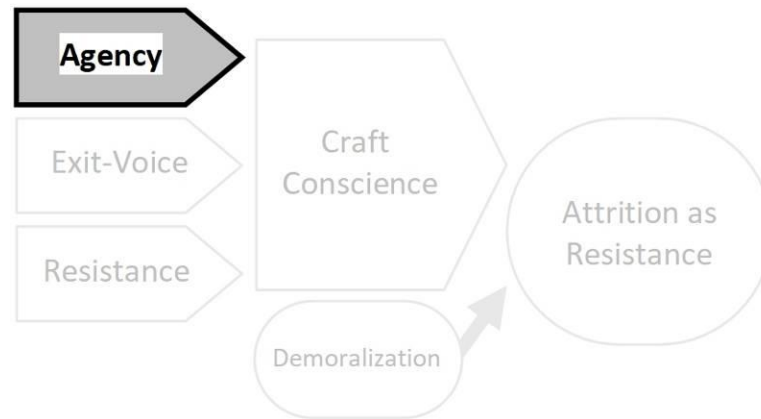 Agency
Exit-Voice
Resistance
Craft
Conscience
Demoralization
Attrition as
Resistance